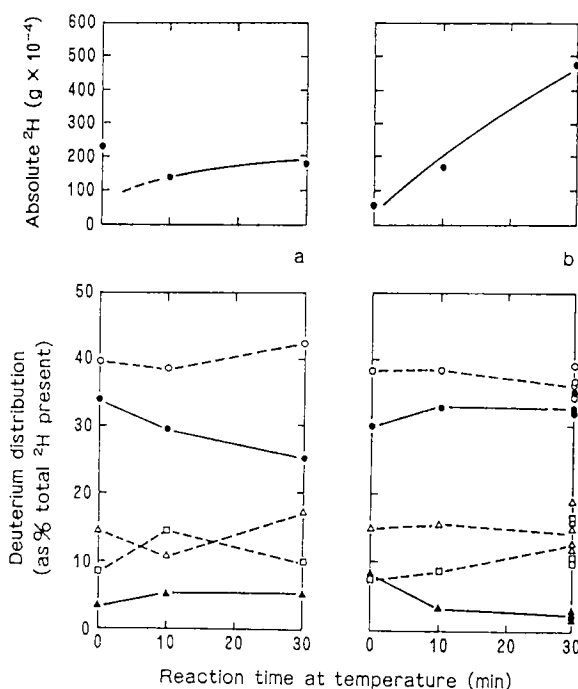 Absolute ²H (g × 10⁻⁴)
600
500
400
300
200
100
0
a
b
Deuterium distribution
(as % total ²H present)
50
40
30
20
10
0
0 10 20 30
0 10 20 30
Reaction time at temperature (min)